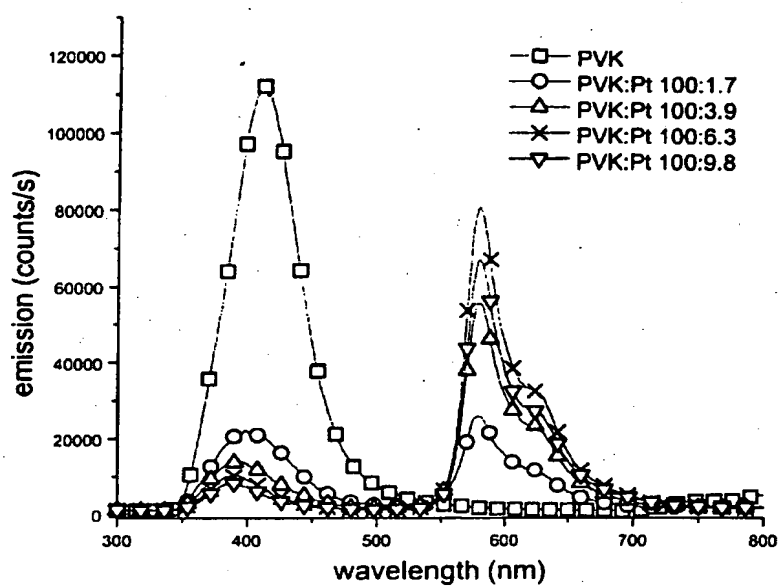 PVK
PVK:Pt 100:1.7
PVK:Pt 100:3.9
PVK:Pt 100:6.3
PVK:Pt 100:9.8
120000
100000
80000
60000
40000
20000
0
emission (counts/s)
300
400
500
600
700
800
wavelength (nm)